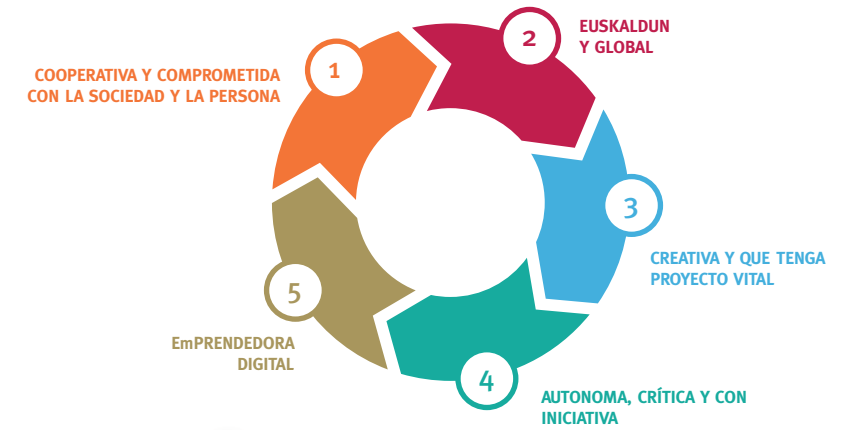 1
COOPERATIVA Y COMPROMETIDA
CON LA SOCIEDAD Y LA PERSONA
2
EUSKALDUN
Y GLOBAL
3
CREATIVA Y QUE TENGA
PROYECTO VITAL
4
AUTONOMA, CRÍTICA Y CON
INICIATIVA
5
EmPRENDEDORA
DIGITAL